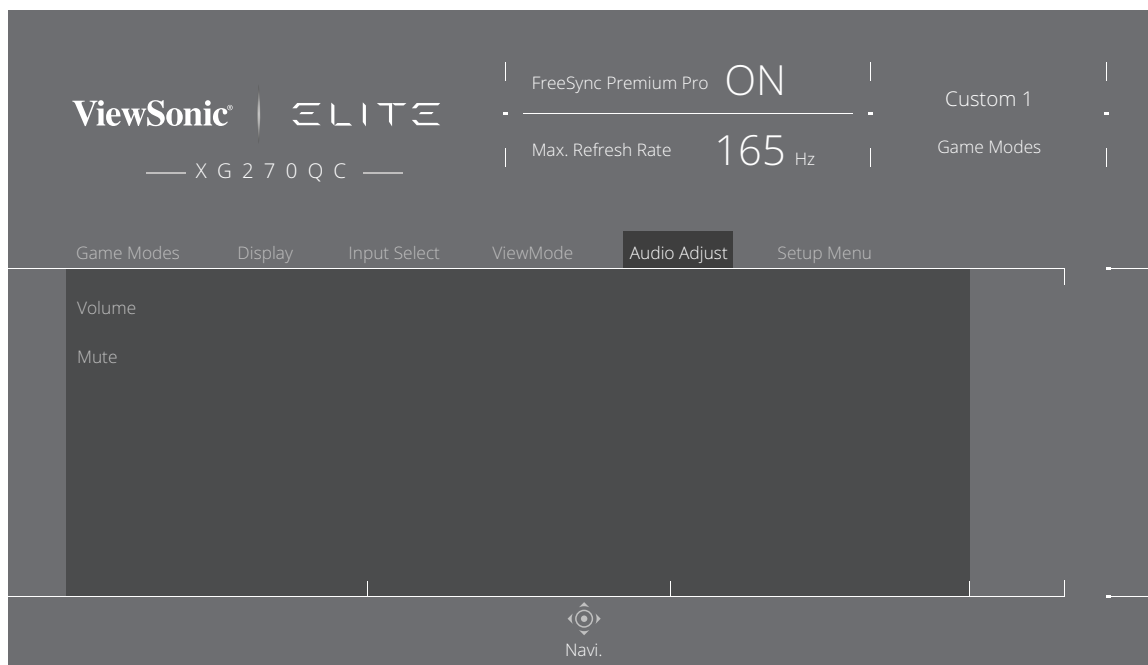 ViewSonic® ELITE
XG270QC
FreeSync Premium Pro ON
Max. Refresh Rate 165 Hz
Custom 1
Game Modes
Game Modes Display Input Select ViewMode Audio Adjust Setup Menu
Volume
Mute
Navi.